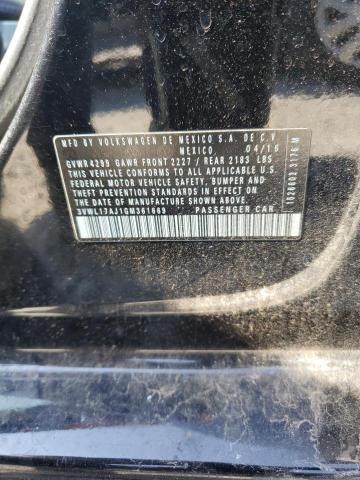 MFD BY VOLKSWAGEN DE MEXICO S.A. DE C.V
MEXICO, 04/16
GVWR4299 GAWR FRONT 2227 / REAR 2183 LBS
THIS VEHICLE CONFORMS TO ALL APPLICABLE U.S.
FEDERAL MOTOR VEHICLE SAFETY, BUMPER AND
THEFT PREVENTION STANDARDS IN EFFECT ON THE
DATE OF MANUFACTURE SHOWN ABOVE.
3VWL17AJ1GM361669 PASSENGER CAR